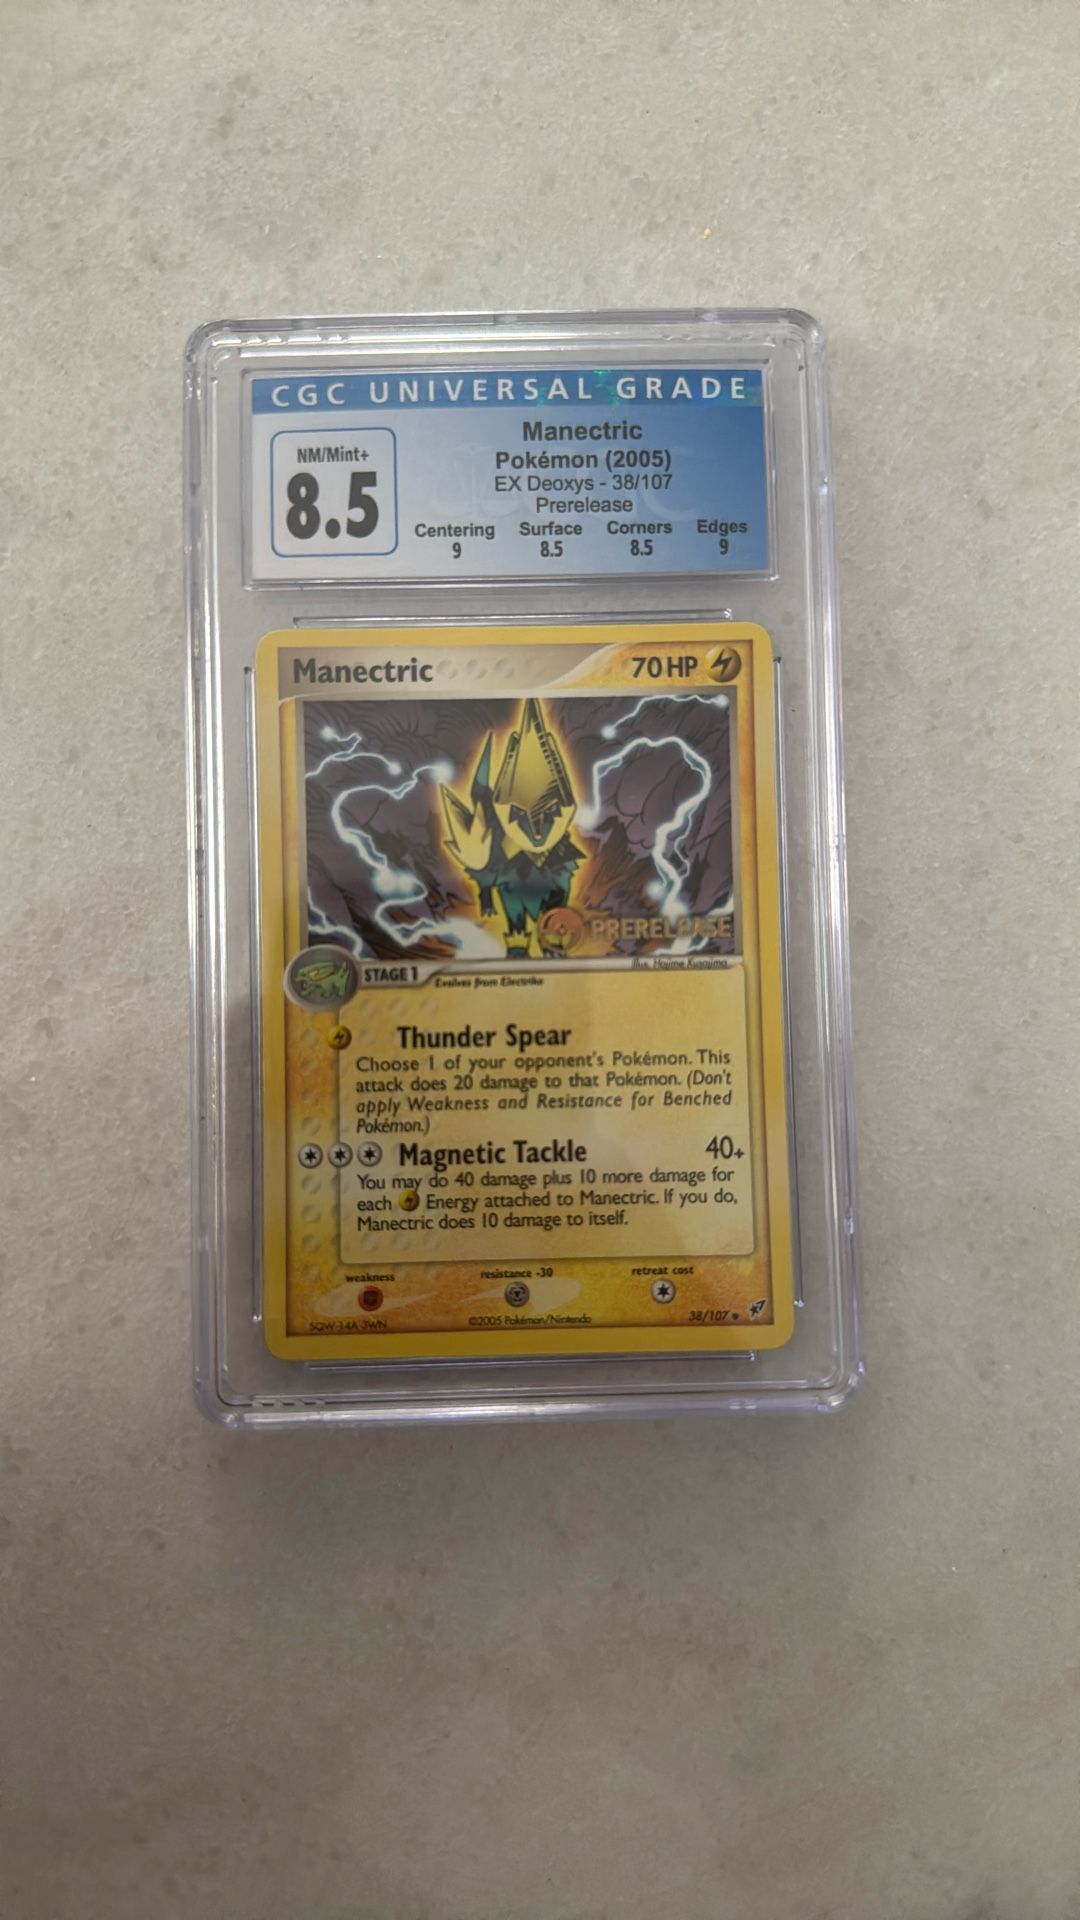 CGC UNIVERSAL GRADE
NM/Mint+
8.5
Manectric
Pokémon (2005)
EX Deoxys - 38/107
Prerelease
Centering Surface Corners Edges
9 8.5 8.5 9
Manectric 70 HP
PRERELEASE
Illus. Hajime Kusajima
STAGE 1 Evolves from Electrike
Thunder Spear
Choose 1 of your opponent's Pokémon. This
attack does 20 damage to that Pokémon. (Don't
apply Weakness and Resistance for Benched
Pokémon.)
Magnetic Tackle 40+
You may do 40 damage plus 10 more damage for
each Energy attached to Manectric. If you do,
Manectric does 10 damage to itself.
weakness resistance -30 retreat cost
SQW-14A-3WN ©2005 Pokémon/Nintendo 38/107